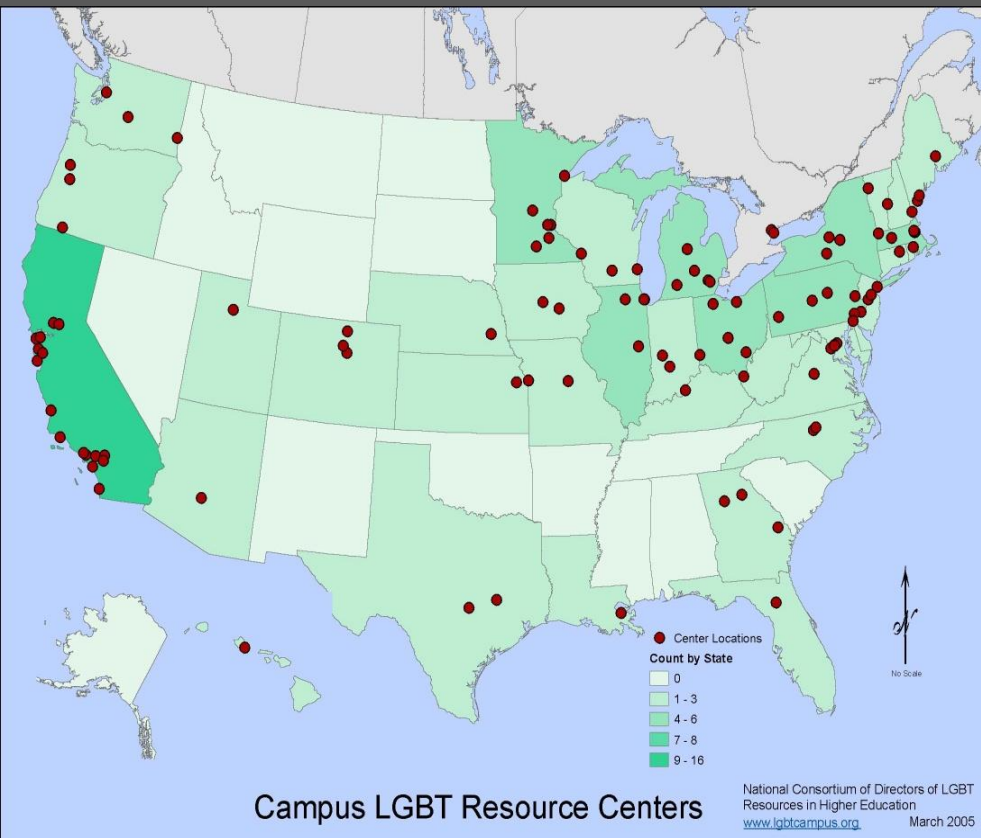 Center Locations
Count by State
0
1 - 3
4 - 6
7 - 8
9 - 16
N
No Scale
Campus LGBT Resource Centers
National Consortium of Directors of LGBT
Resources in Higher Education
www.lgbtcampus.org March 2005